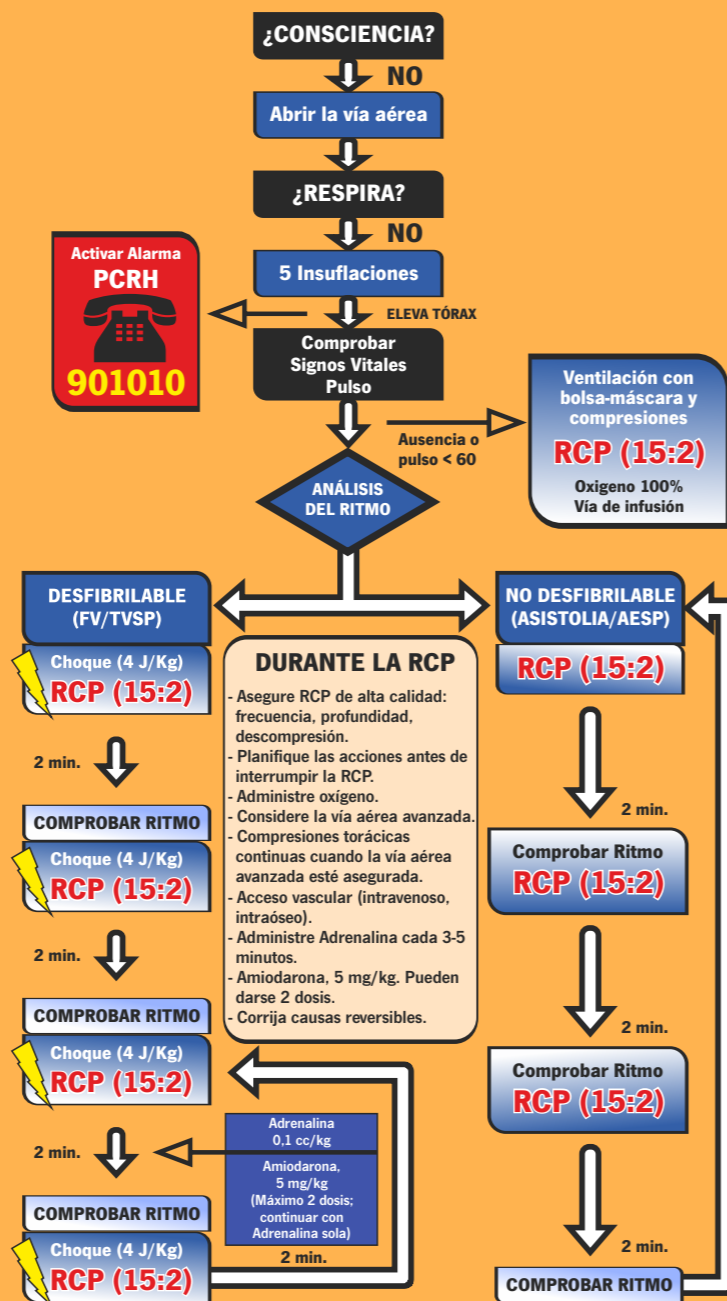 ¿CONSCIENCIA?
NO
Abrir la vía aérea
¿RESPIRA?
NO
5 Insuflaciones
ELEVA TÓRAX
Activar Alarma
PCRH
901010
Comprobar
Signos Vitales
Pulso
Ausencia o
pulso < 60
Ventilación con
bolsa-máscara y
compresiones
RCP (15:2)
Oxigeno 100%
Vía de infusión
ANÁLISIS
DEL RITMO
DESFIBRILABLE
(FV/TVSP)
Choque (4 J/Kg)
RCP (15:2)
2 min.
COMPROBAR RITMO
Choque (4 J/Kg)
RCP (15:2)
2 min.
COMPROBAR RITMO
Choque (4 J/Kg)
RCP (15:2)
2 min.
COMPROBAR RITMO
Choque (4 J/Kg)
RCP (15:2)
DURANTE LA RCP
- Asegure RCP de alta calidad:
frecuencia, profundidad,
descompresión.
- Planifique las acciones antes de
interrumpir la RCP.
- Administre oxígeno.
- Considere la vía aérea avanzada.
- Compresiones torácicas
continuas cuando la vía aérea
avanzada esté asegurada.
- Acceso vascular (intravenoso,
intraóseo).
- Administre Adrenalina cada 3-5
minutos.
- Amiodarona, 5 mg/kg. Pueden
darse 2 dosis.
- Corrija causas reversibles.
Adrenalina
0,1 cc/kg
Amiodarona,
5 mg/kg
(Máximo 2 dosis;
continuar con
Adrenalina sola)
2 min.
NO DESFIBRILABLE
(ASISTOLIA/AESP)
RCP (15:2)
2 min.
Comprobar Ritmo
RCP (15:2)
2 min.
Comprobar Ritmo
RCP (15:2)
2 min.
COMPROBAR RITMO